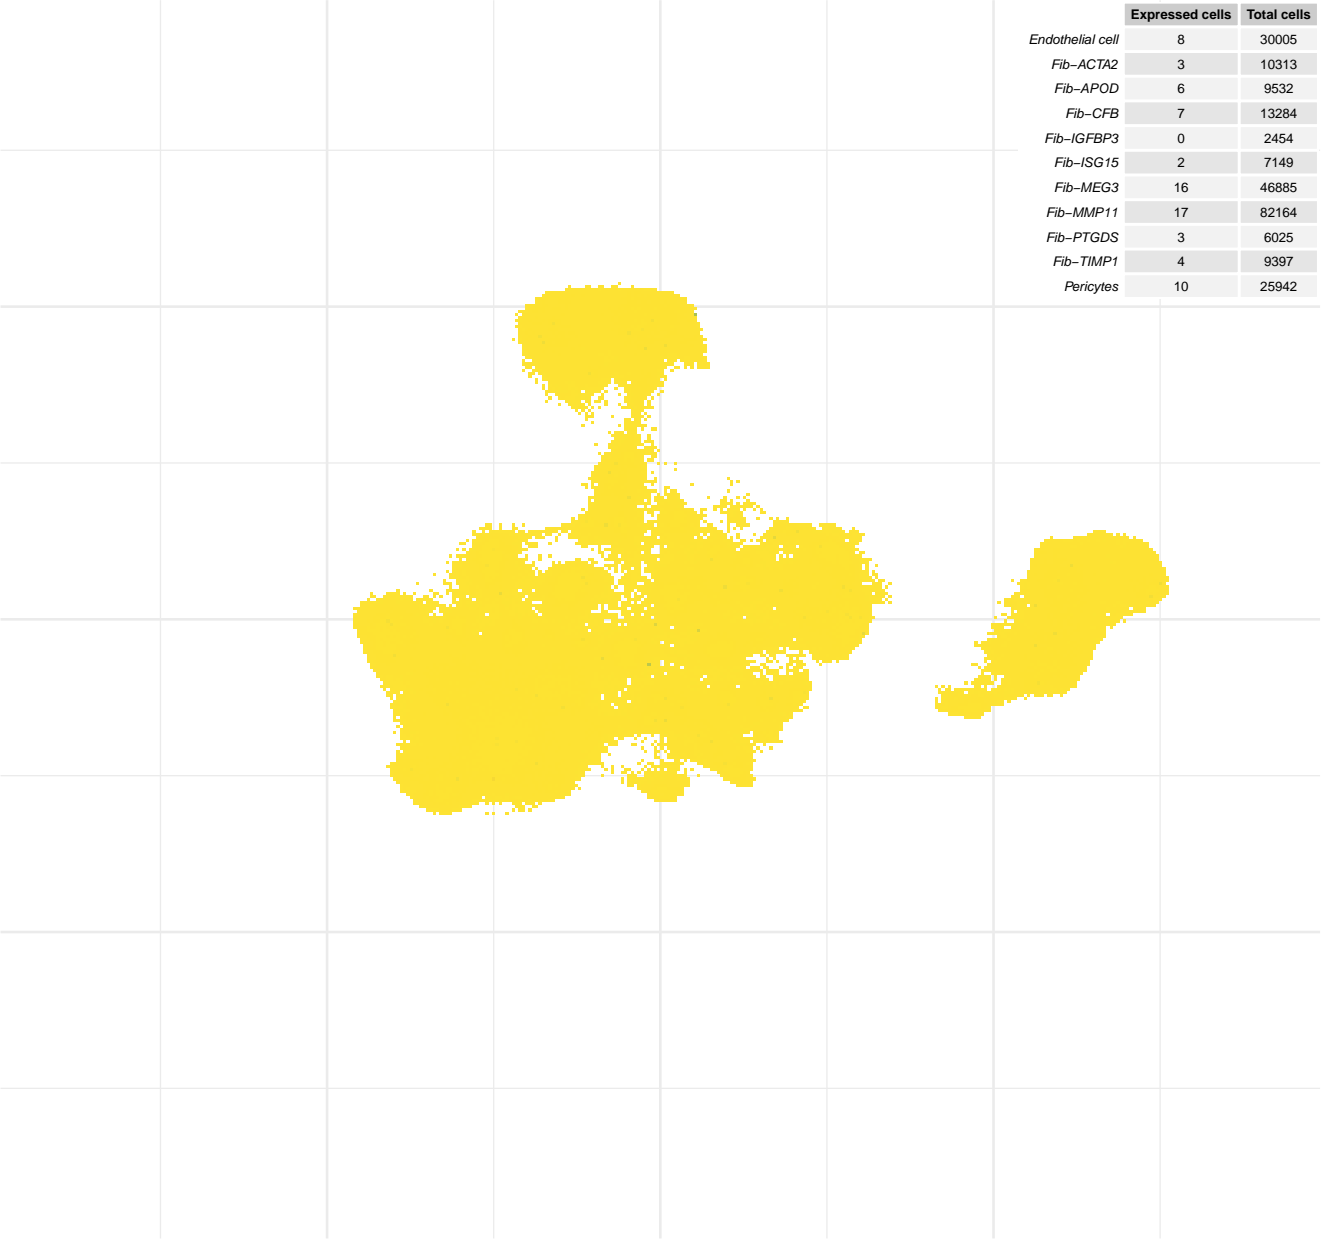 Expressed cells Total cells
Endothelial cell 8 30005
Fib−ACTA2 3 10313
Fib−APOD 6 9532
Fib−CFB 7 13284
Fib−IGFBP3 0 2454
Fib−ISG15 2 7149
Fib−MEG3 16 46885
Fib−MMP11 17 82164
Fib−PTGDS 3 6025
Fib−TIMP1 4 9397
Pericytes 10 25942